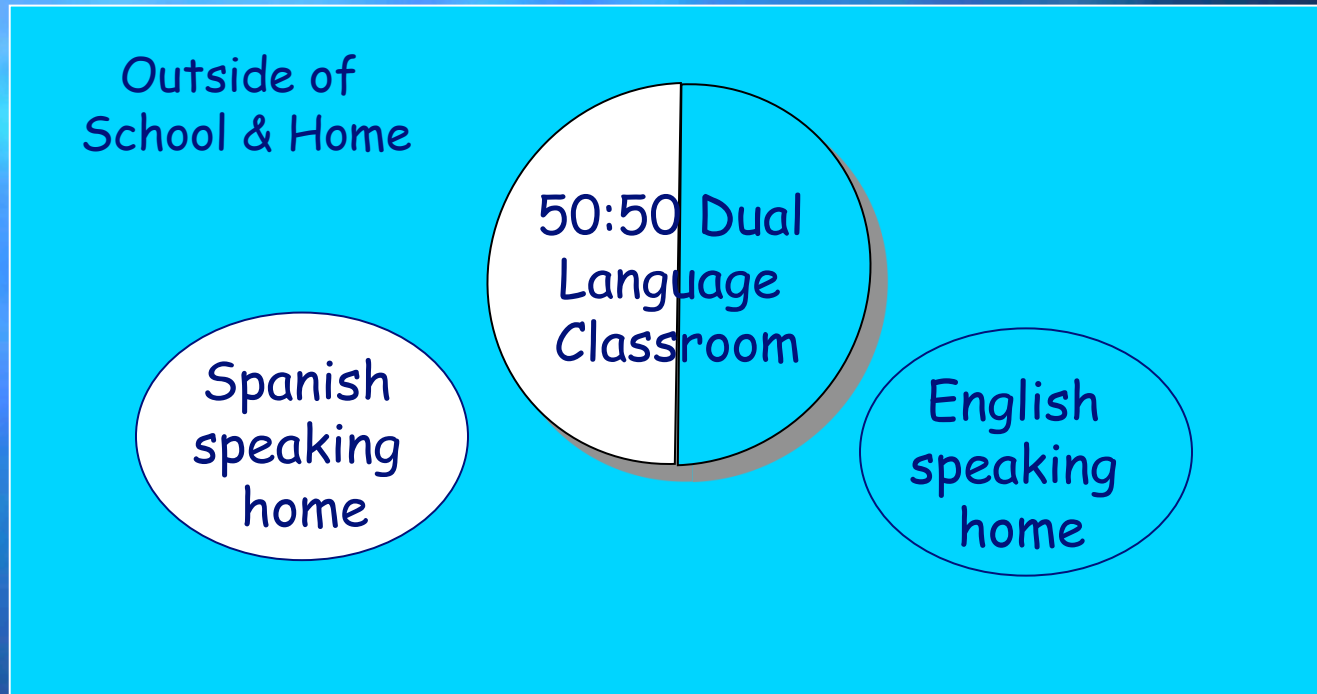 Outside of
School & Home
50:50 Dual
Language
Classroom
Spanish
speaking
home
English
speaking
home